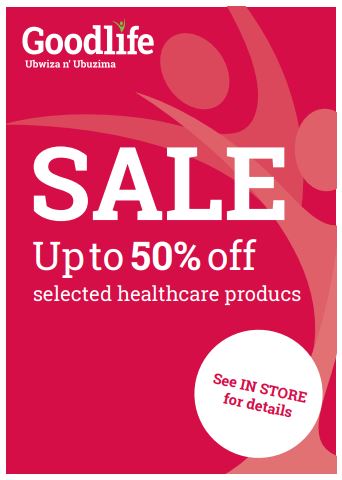 Goodlife
Ubwiza n' Ubuzima
SALE
Up to 50% off
selected healthcare producs
See IN STORE
for details